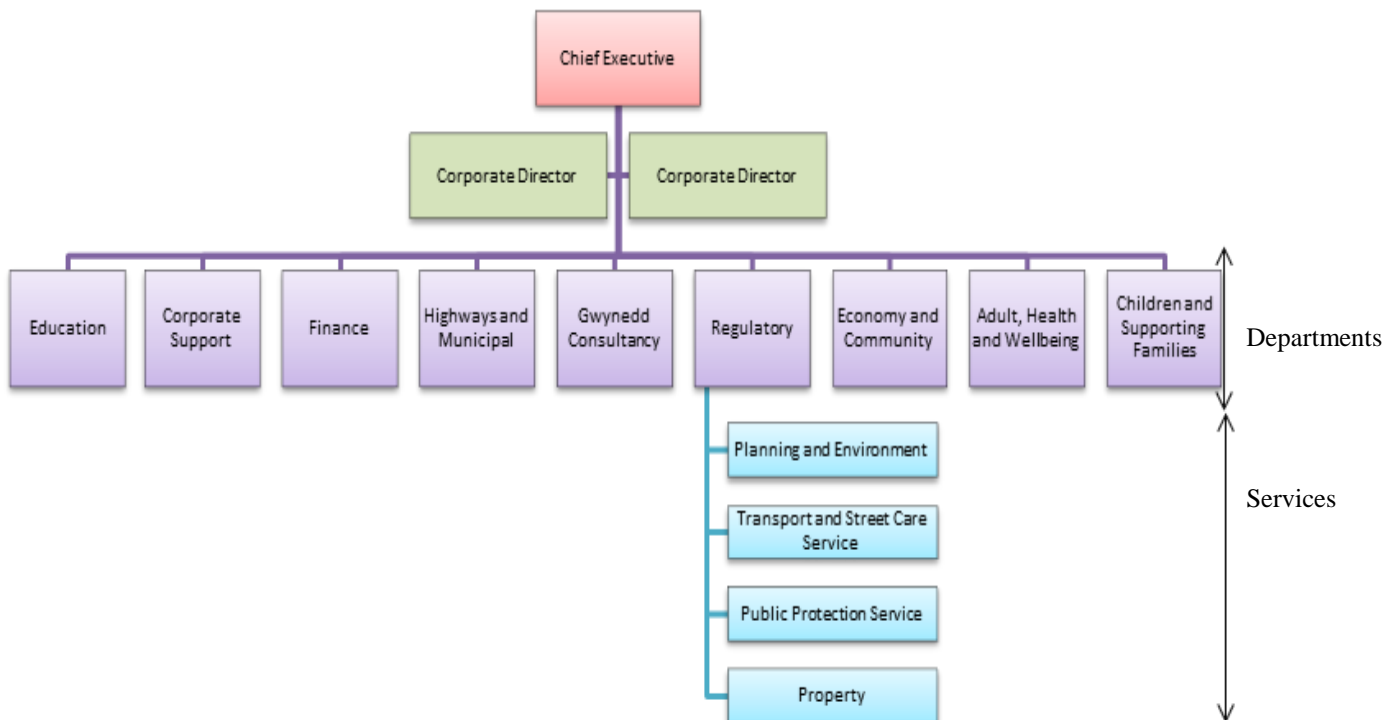 Chief Executive
Corporate Director
Corporate Director
Education
Corporate
Support
Finance
Highways and
Municipal
Gwynedd
Consultancy
Regulatory
Economy and
Community
Adult, Health
and Wellbeing
Children and
Supporting
Families
Departments
Planning and Environment
Transport and Street Care
Service
Public Protection Service
Property
Services